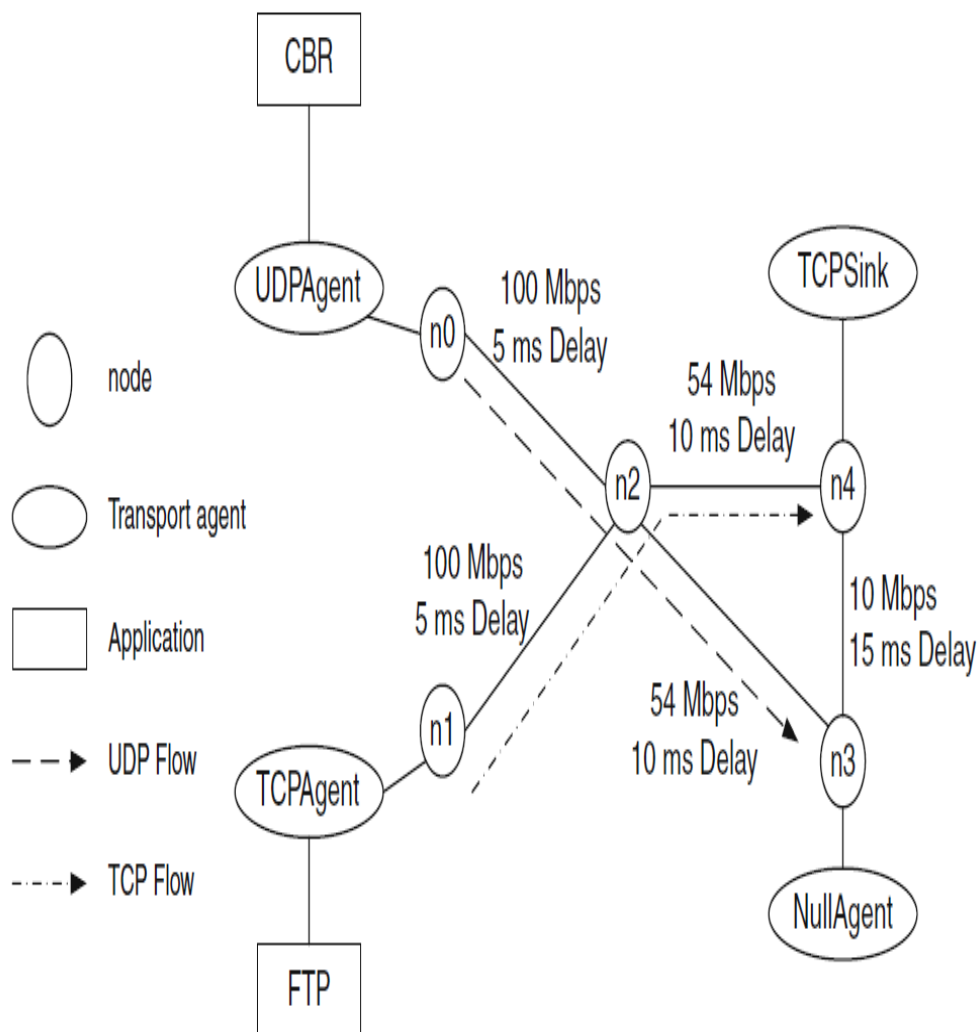 CBR
UDPAgent
n0
100 Mbps
5 ms Delay
TCPSink
node
54 Mbps
10 ms Delay
n2
n4
Transport agent
100 Mbps
5 ms Delay
10 Mbps
15 ms Delay
Application
n1
54 Mbps
10 ms Delay
n3
UDP Flow
TCPAgent
TCP Flow
NullAgent
FTP